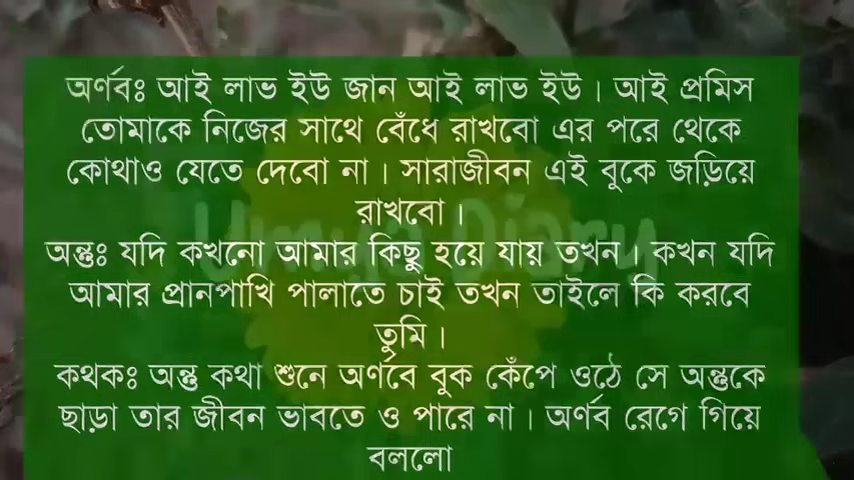 অর্ণবঃ আই লাভ ইউ জান আই লাভ ইউ। আই প্রমিস
তোমাকে নিজের সাথে বেঁধে রাখবো এর পরে থেকে
কোথাও যেতে দেবো না। সারাজীবন এই বুকে জড়িয়ে
রাখবো।
অন্তুঃ যদি কখনো আমার কিছু হয়ে যায় তখন। কখন যদি
আমার প্রানপাখি পালাতে চাই তখন তাইলে কি করবে
তুমি।
কথকঃ অন্তু কথা শুনে অর্ণবে বুক কেঁপে ওঠে সে অন্তুকে
ছাড়া তার জীবন ভাবতে ও পারে না। অর্ণব রেগে গিয়ে
বললো
Diary